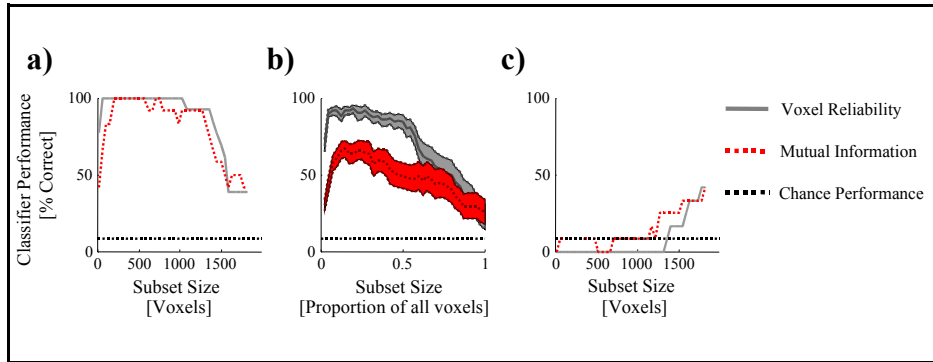 a)
b)
c)
Classifier Performance
[% Correct]
100
50
0
0
500
1000
1500
Subset Size
[Voxels]
100
50
0
0
0.5
1
Subset Size
[Proportion of all voxels]
100
50
0
0
500
1000
1500
Subset Size
[Voxels]
Voxel Reliability
Mutual Information
Chance Performance